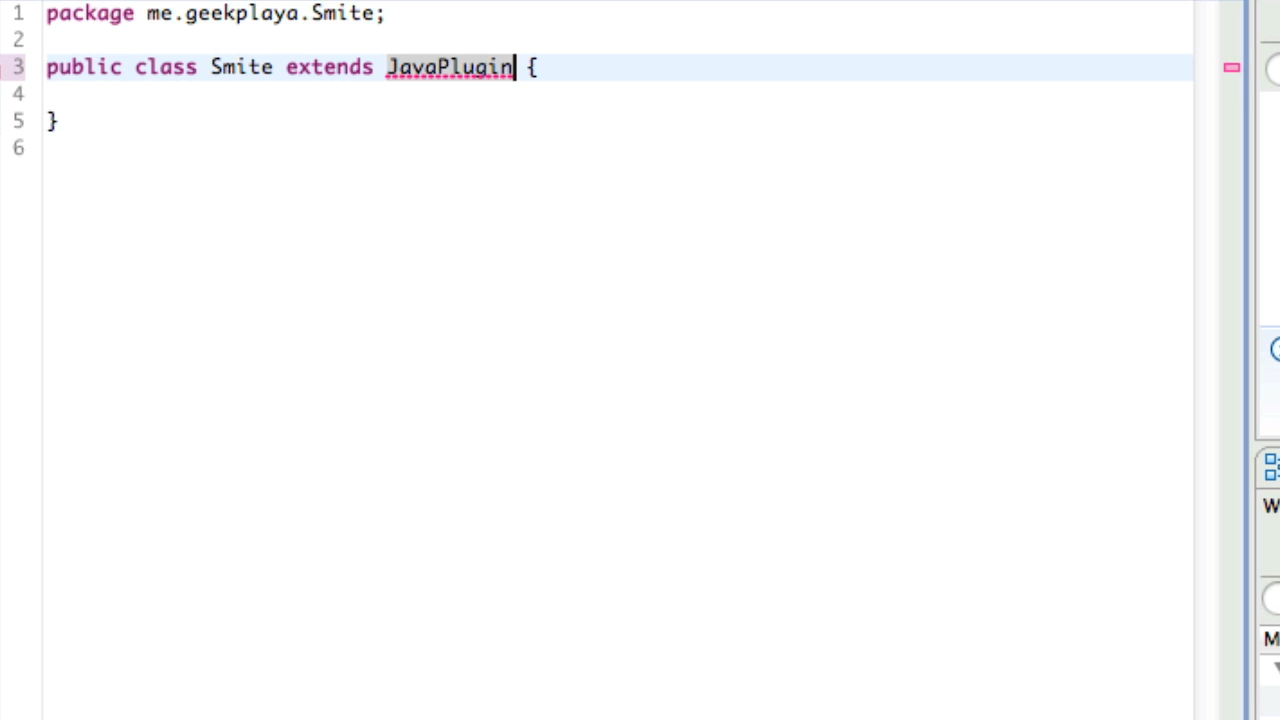 1 package me.geekplaya.Smite;
2
3 public class Smite extends JavaPlugin {
4
5 }
6
W
M